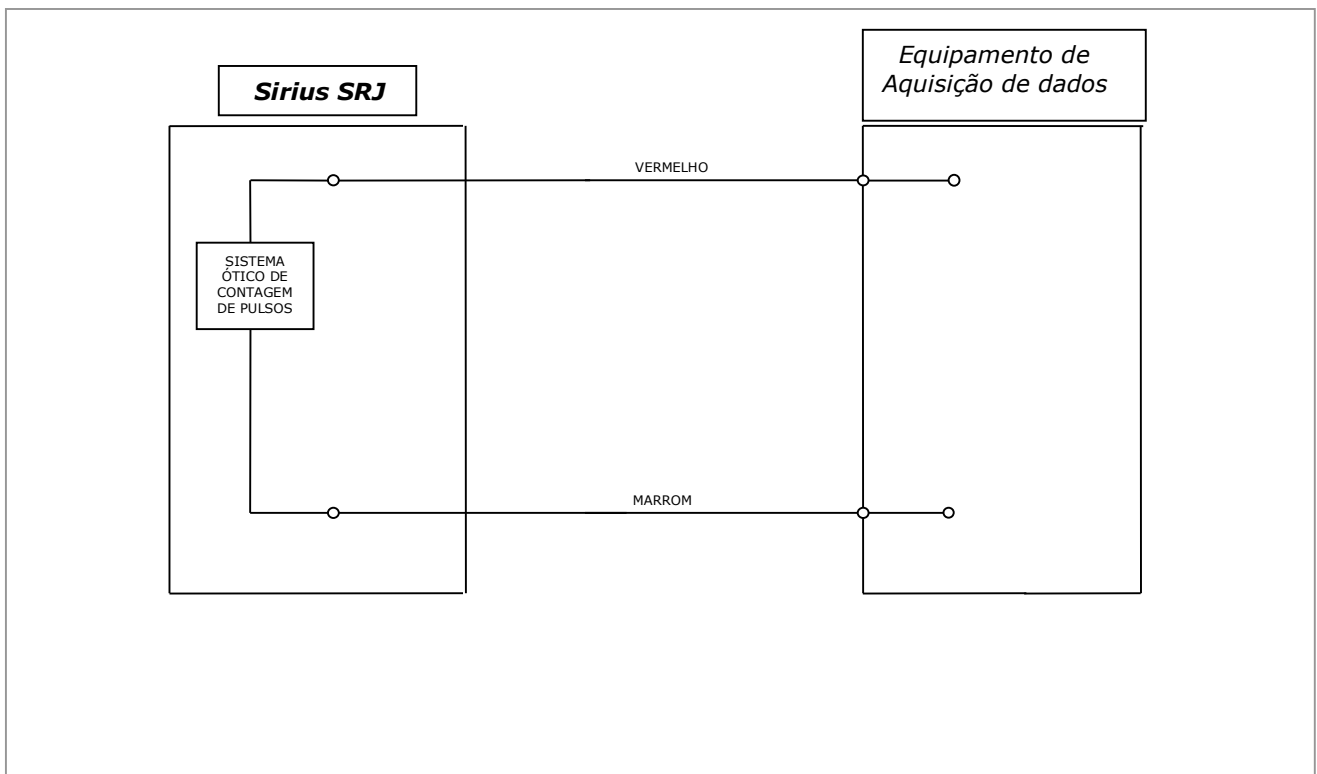 Sirius SRJ
Equipamento de
Aquisição de dados
VERMELHO
SISTEMA
ÓTICO DE
CONTAGEM
DE PULSOS
MARROM